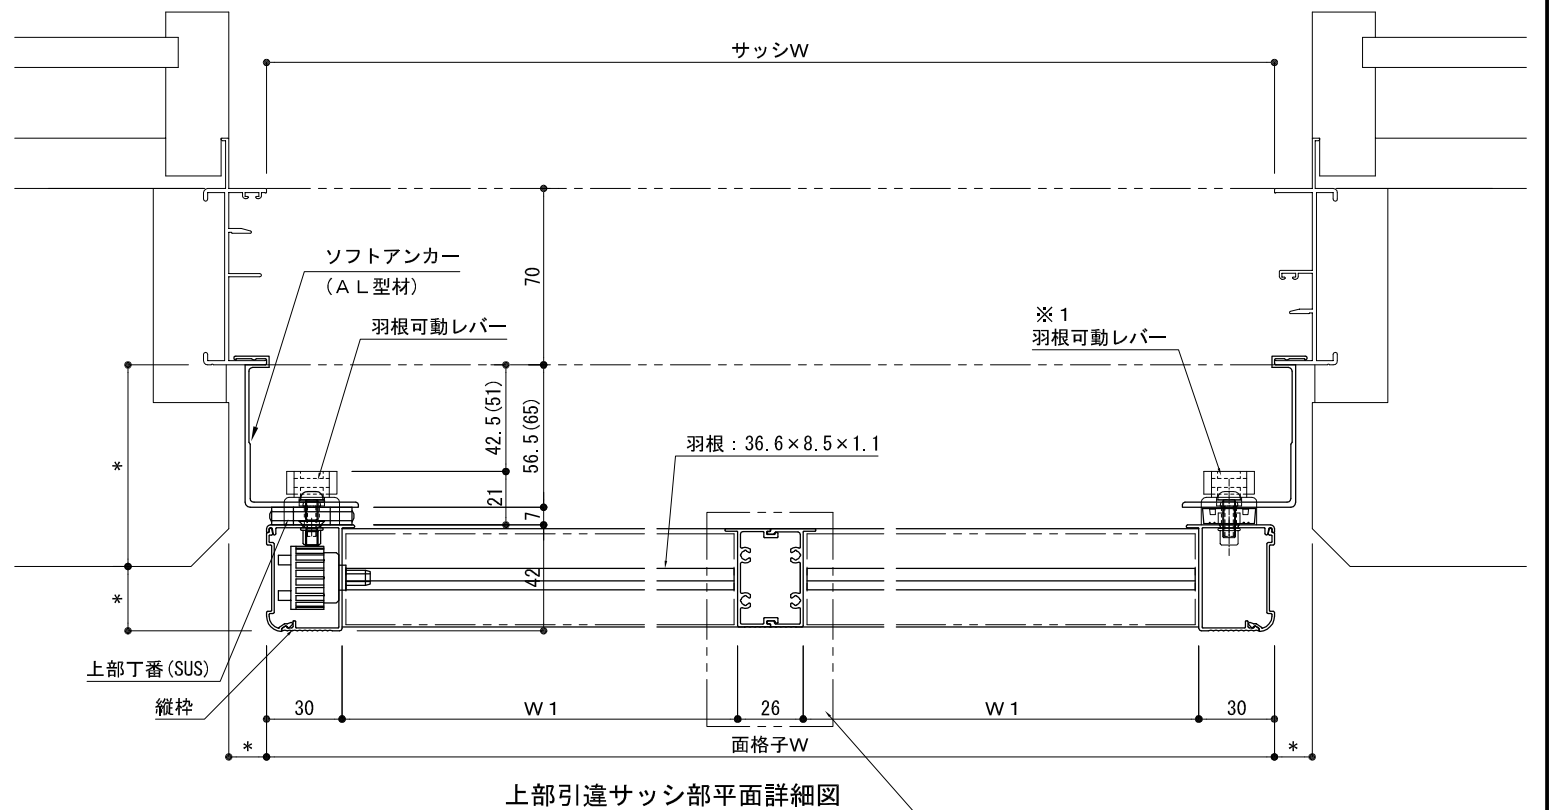 サッシW
ソフトアンカー
(AL型材)
70
羽根可動レバー
※1
羽根可動レバー
42.5(51)
56.5(65)
羽根：36.6×8.5×1.1
*
21
7
42
*
上部丁番(SUS)
縦枠
30
W1
26
W1
30
*
面格子W
*
上部引違サッシ部平面詳細図